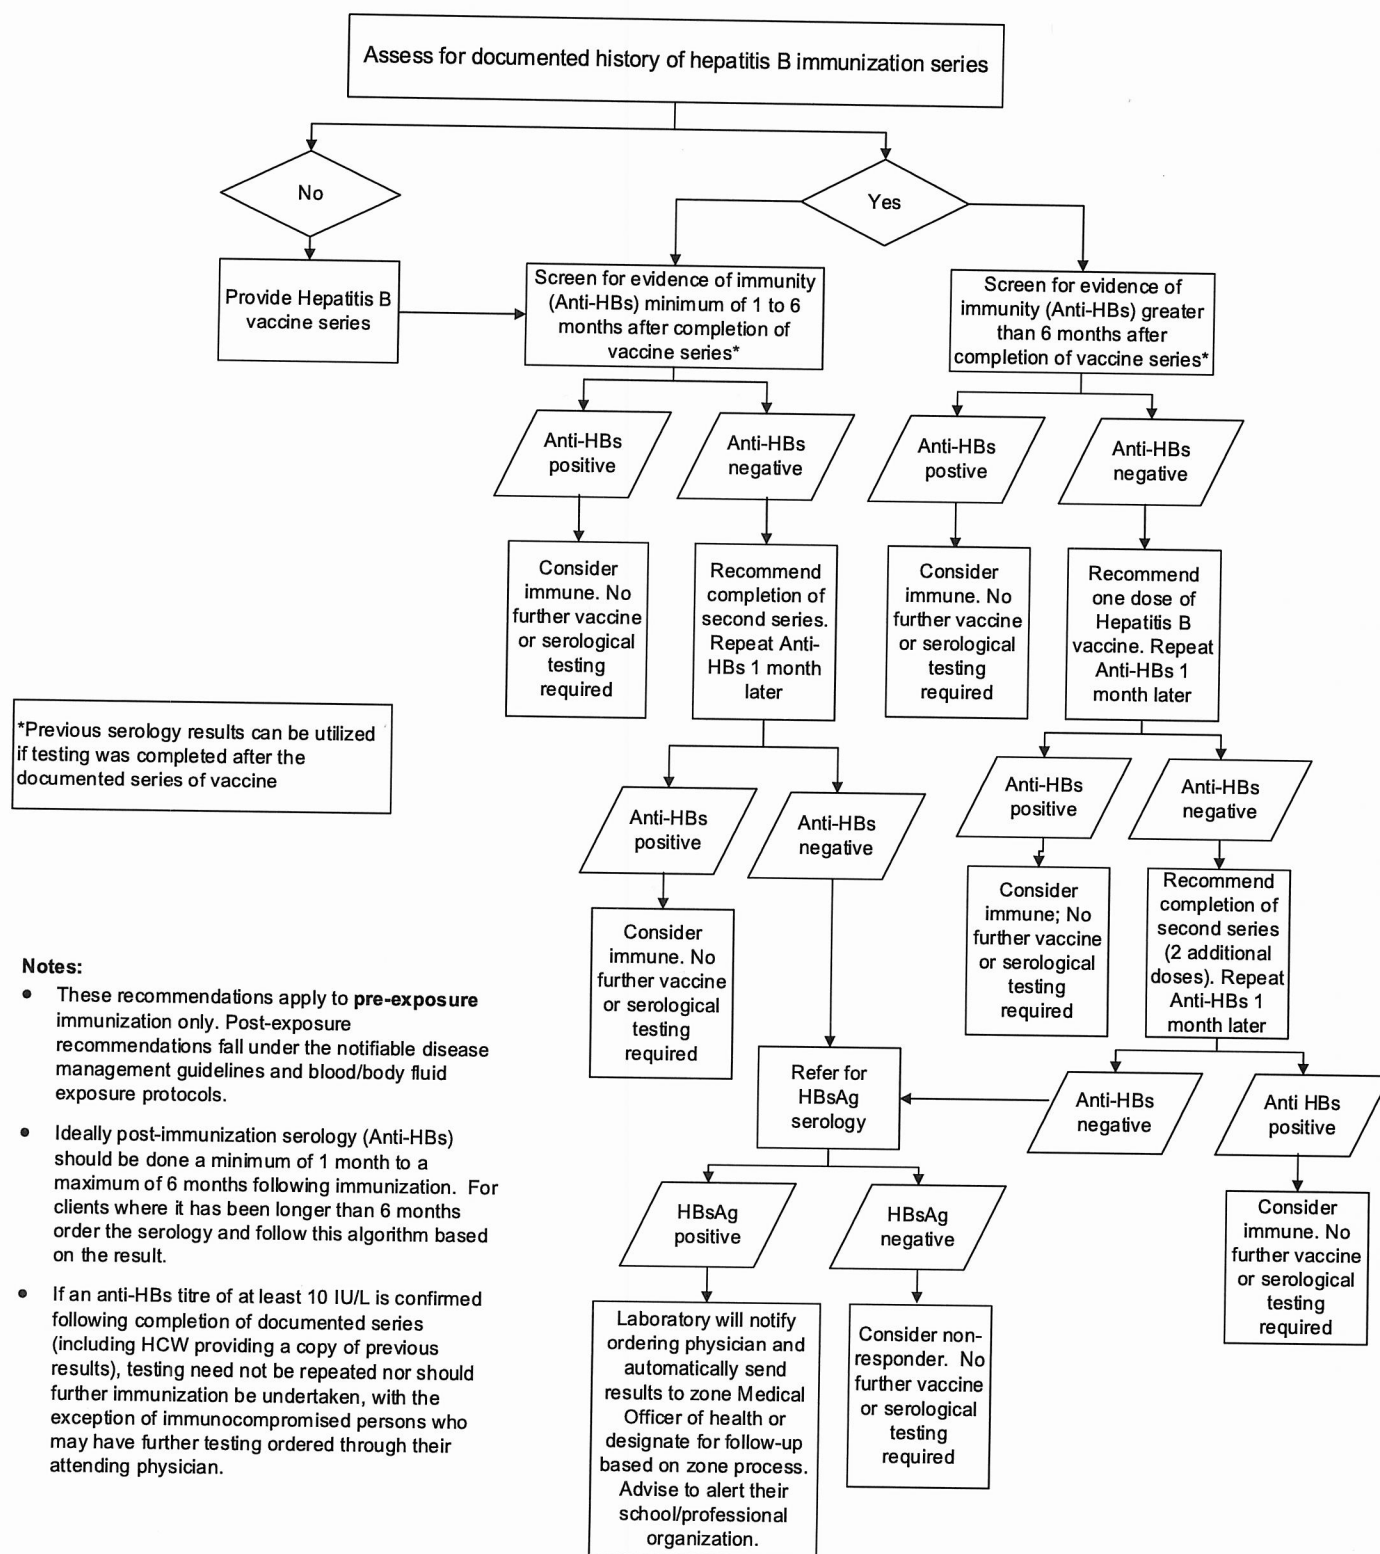 Assess for documented history of hepatitis B immunization series
No
Yes
Provide Hepatitis B
vaccine series
Screen for evidence of immunity
(Anti-HBs) minimum of 1 to 6
months after completion of
vaccine series*
Screen for evidence of
immunity (Anti-HBs) greater
than 6 months after
completion of vaccine series*
Anti-HBs
positive
Anti-HBs
negative
Anti-HBs
postive
Anti-HBs
negative
Consider
immune. No
further vaccine
or serological
testing
required
Recommend
completion of
second series.
Repeat Anti-
HBs 1 month
later
Consider
immune. No
further vaccine
or serological
testing
required
Recommend
one dose of
Hepatitis B
vaccine. Repeat
Anti-HBs 1
month later
*Previous serology results can be utilized
if testing was completed after the
documented series of vaccine
Anti-HBs
positive
Anti-HBs
negative
Anti-HBs
positive
Anti-HBs
negative
Consider
immune. No
further vaccine
or serological
testing
required
Consider
immune; No
further vaccine
or serological
testing
required
Recommend
completion of
second series
(2 additional
doses). Repeat
Anti-HBs 1
month later
Refer for
HBsAg
serology
Anti-HBs
negative
Anti HBs
positive
HBsAg
positive
HBsAg
negative
Consider
immune. No
further vaccine
or serological
testing
required
Laboratory will notify
ordering physician and
automatically send
results to zone Medical
Officer of health or
designate for follow-up
based on zone process.
Advise to alert their
school/professional
organization.
Consider non-
responder. No
further vaccine
or serological
testing
required
Notes:
• These recommendations apply to pre-exposure
immunization only. Post-exposure
recommendations fall under the notifiable disease
management guidelines and blood/body fluid
exposure protocols.
• Ideally post-immunization serology (Anti-HBs)
should be done a minimum of 1 month to a
maximum of 6 months following immunization. For
clients where it has been longer than 6 months
order the serology and follow this algorithm based
on the result.
• If an anti-HBs titre of at least 10 IU/L is confirmed
following completion of documented series
(including HCW providing a copy of previous
results), testing need not be repeated nor should
further immunization be undertaken, with the
exception of immunocompromised persons who
may have further testing ordered through their
attending physician.